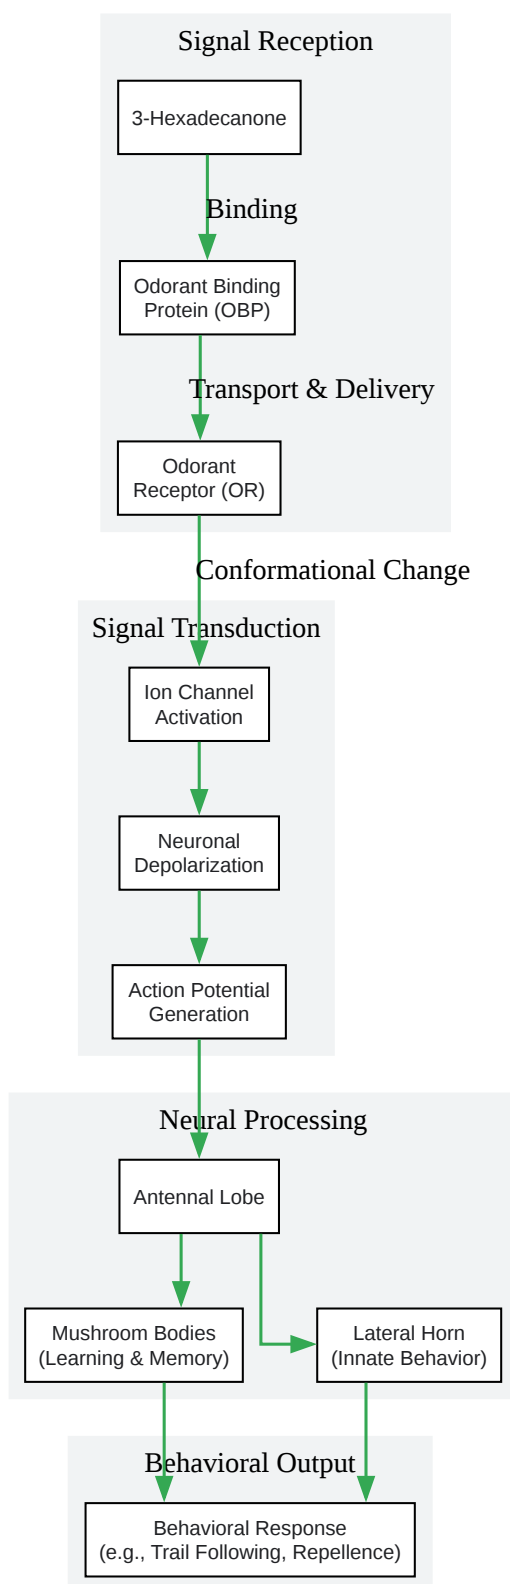 Signal Reception
3-Hexadecanone
Binding
Odorant Binding
Protein (OBP)
Transport & Delivery
Odorant
Receptor (OR)
Conformational Change
Signal Transduction
Ion Channel
Activation
Neuronal
Depolarization
Action Potential
Generation
Neural Processing
Antennal Lobe
Mushroom Bodies
(Learning & Memory)
Lateral Horn
(Innate Behavior)
Behavioral Output
Behavioral Response
(e.g., Trail Following, Repellence)